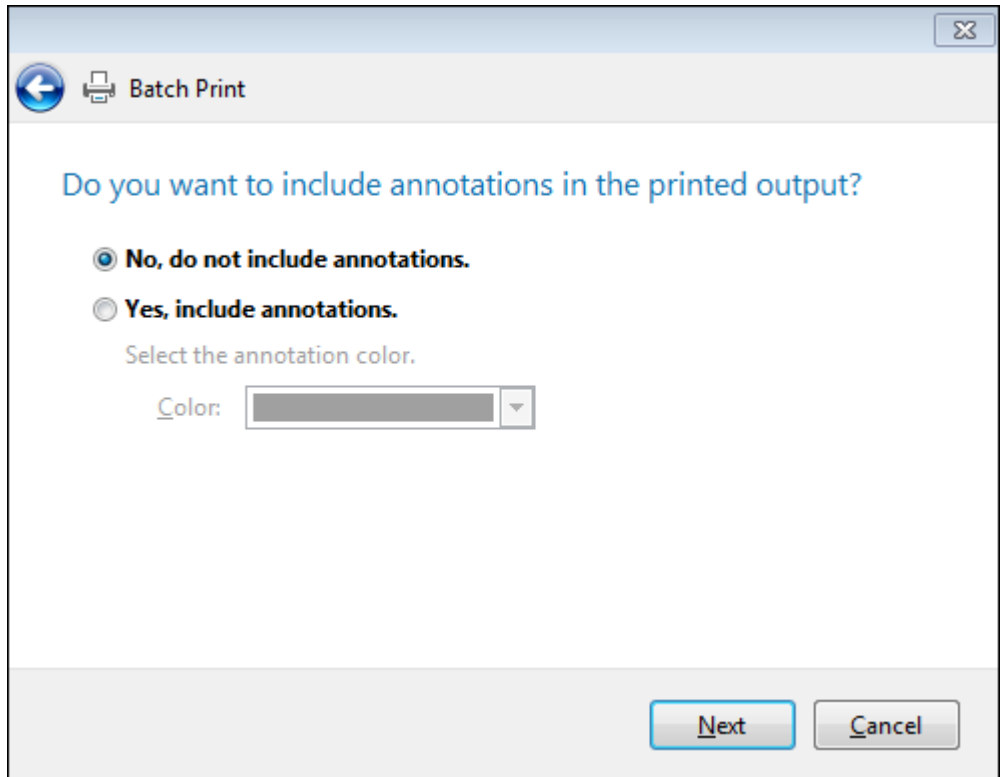 Batch Print
Do you want to include annotations in the printed output?
No, do not include annotations.
Yes, include annotations.
Select the annotation color.
Color:
Next Cancel